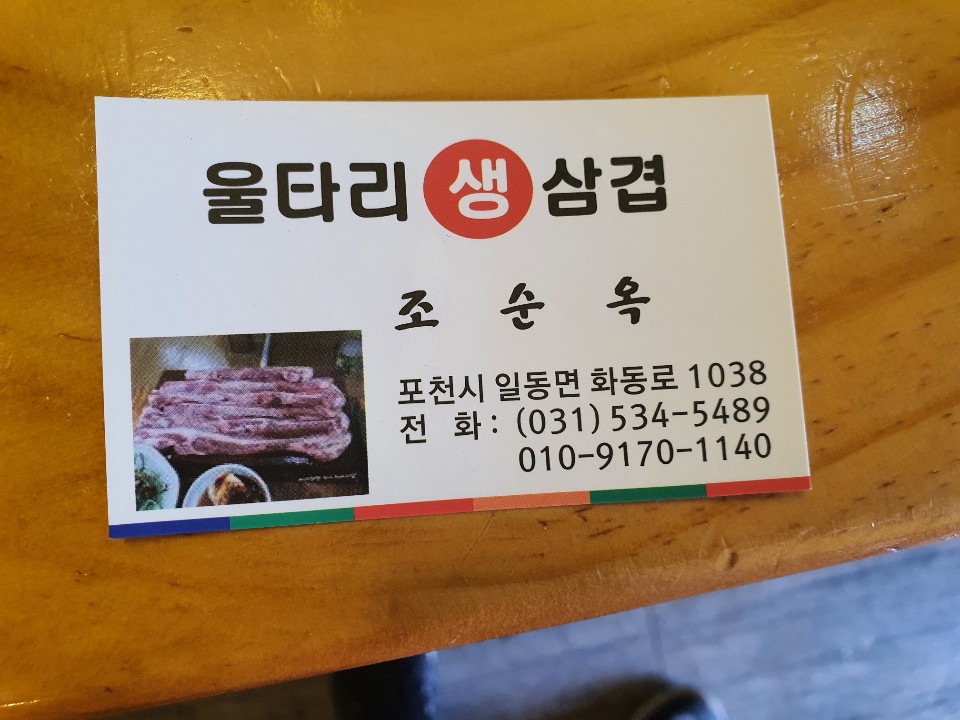 울타리 생 삼겹
조 순 옥
포천시 일동면 화동로 1038
전 화 : (031) 534-5489
010-9170-1140